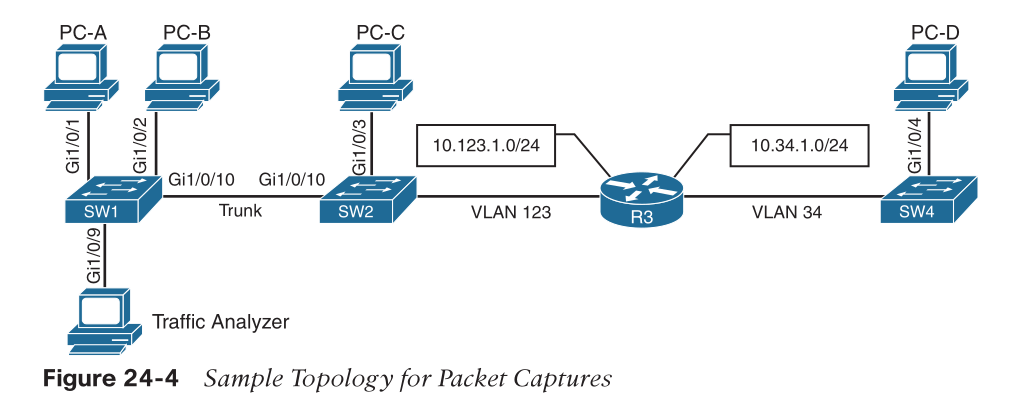 PC-A
PC-B
PC-C
PC-D
Gi1/0/1
Gi1/0/2
Gi1/0/3
Gi1/0/4
10.123.1.0/24
10.34.1.0/24
Gi1/0/10
Gi1/0/10
SW1
Trunk
SW2
VLAN 123
R3
VLAN 34
SW4
Gi1/0/9
Traffic Analyzer
Figure 24-4 Sample Topology for Packet Captures